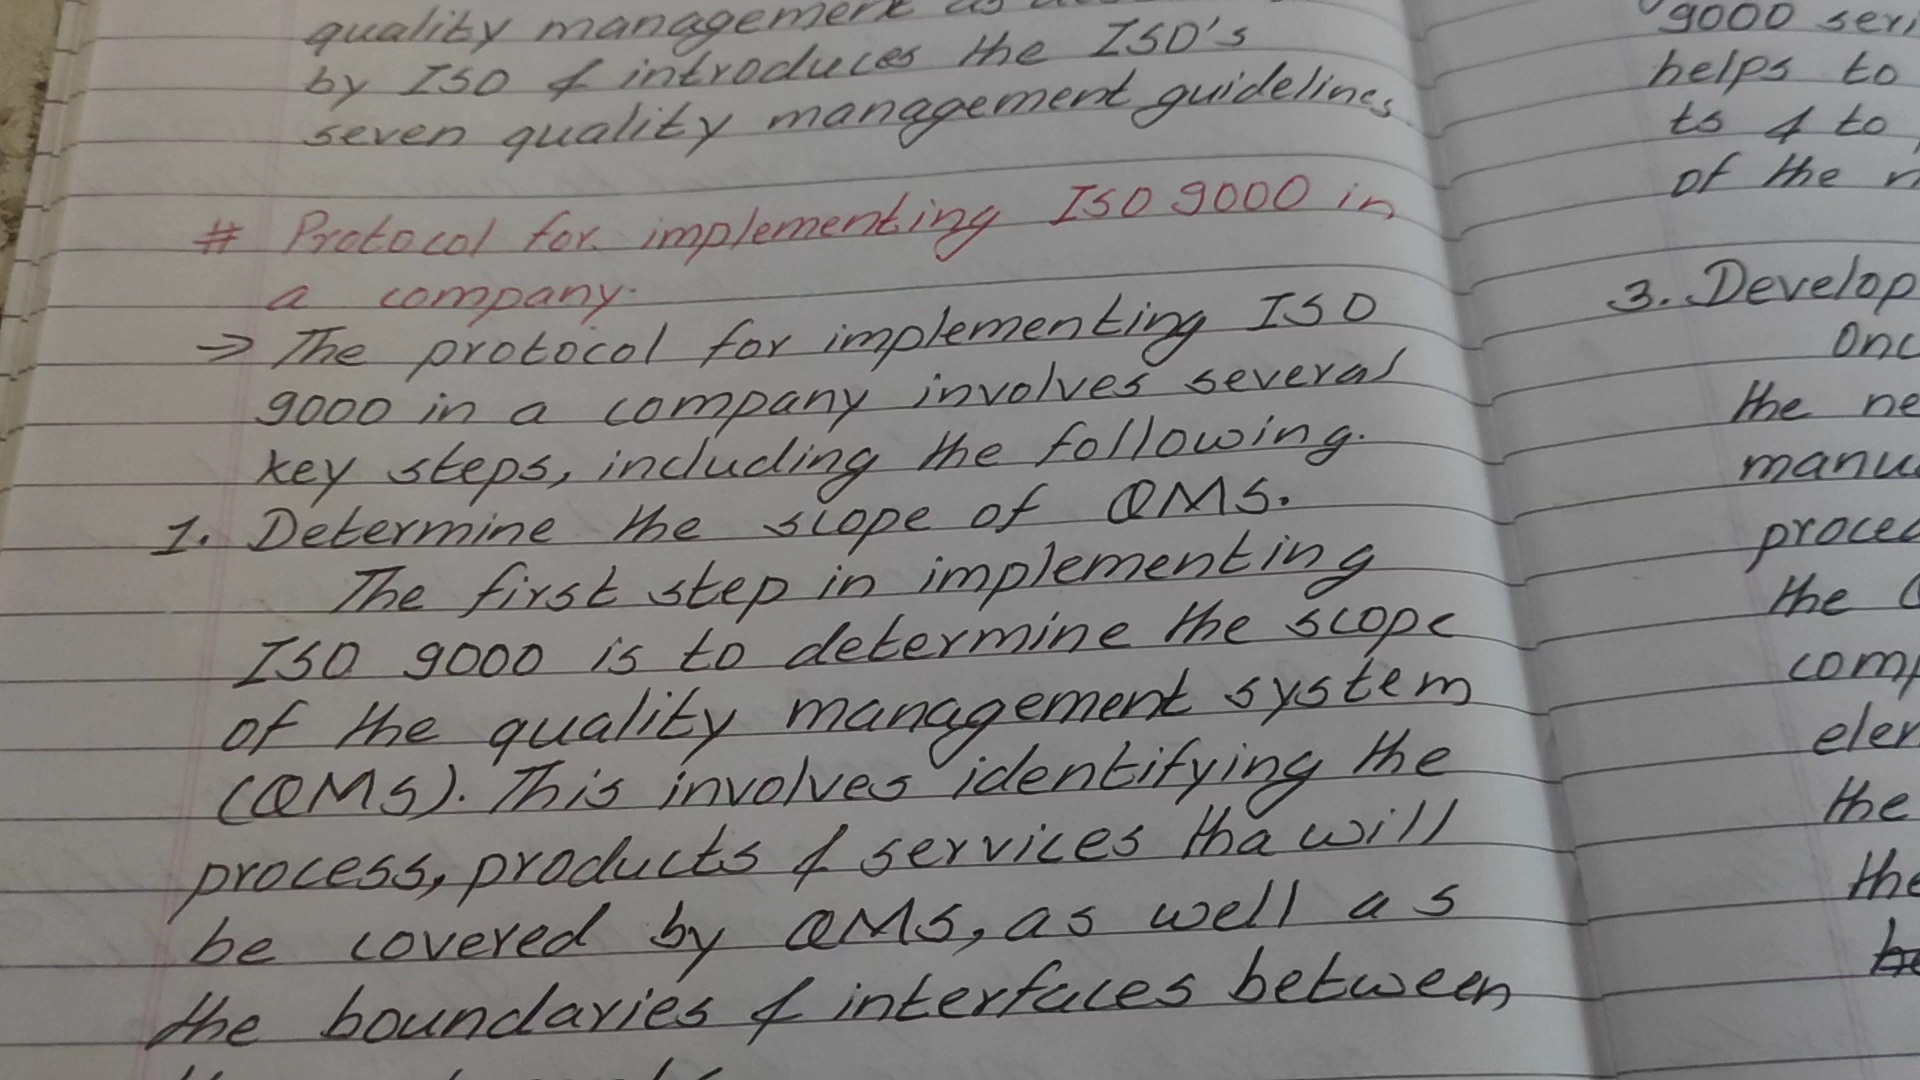 quality management as
by ISO & introduces the ISO's
seven quality management guidelines
# Protocol for implementing ISO 9000 in
a company.
→ The protocol for implementing ISO
9000 in a company involves several
key steps, including the following.
1. Determine the scope of QMS.
The first step in implementing
ISO 9000 is to determine the scope
of the quality management system
(QMS). This involves identifying the
process, products & services tha will
be covered by QMS, as well as
the boundaries & interfaces between
9000 seri
helps to
ts & to
of the
3. Develop
Onc
the ne
manu
proced
the
comp
elem
the
the